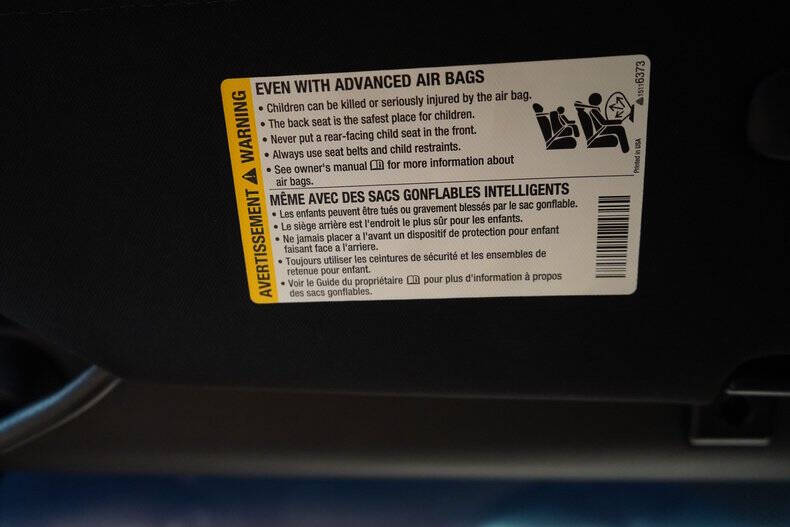 AVERTISSEMENT WARNING
EVEN WITH ADVANCED AIR BAGS
• Children can be killed or seriously injured by the air bag.
• The back seat is the safest place for children.
• Never put a rear-facing child seat in the front.
• Always use seat belts and child restraints.
• See owner's manual for more information about
air bags.
MÊME AVEC DES SACS GONFLABLES INTELLIGENTS
• Les enfants peuvent être tués ou gravement blessés par le sac gonflable.
• Le siège arrière est l'endroit le plus sûr pour les enfants.
• Ne jamais placer a l'avant un dispositif de protection pour enfant
faisant face a l'arriere.
• Toujours utiliser les ceintures de sécurité et les ensembles de
retenue pour enfant.
• Voir le Guide du propriétaire pour plus d'information à propos
des sacs gonflables.
Printed in USA
15116373